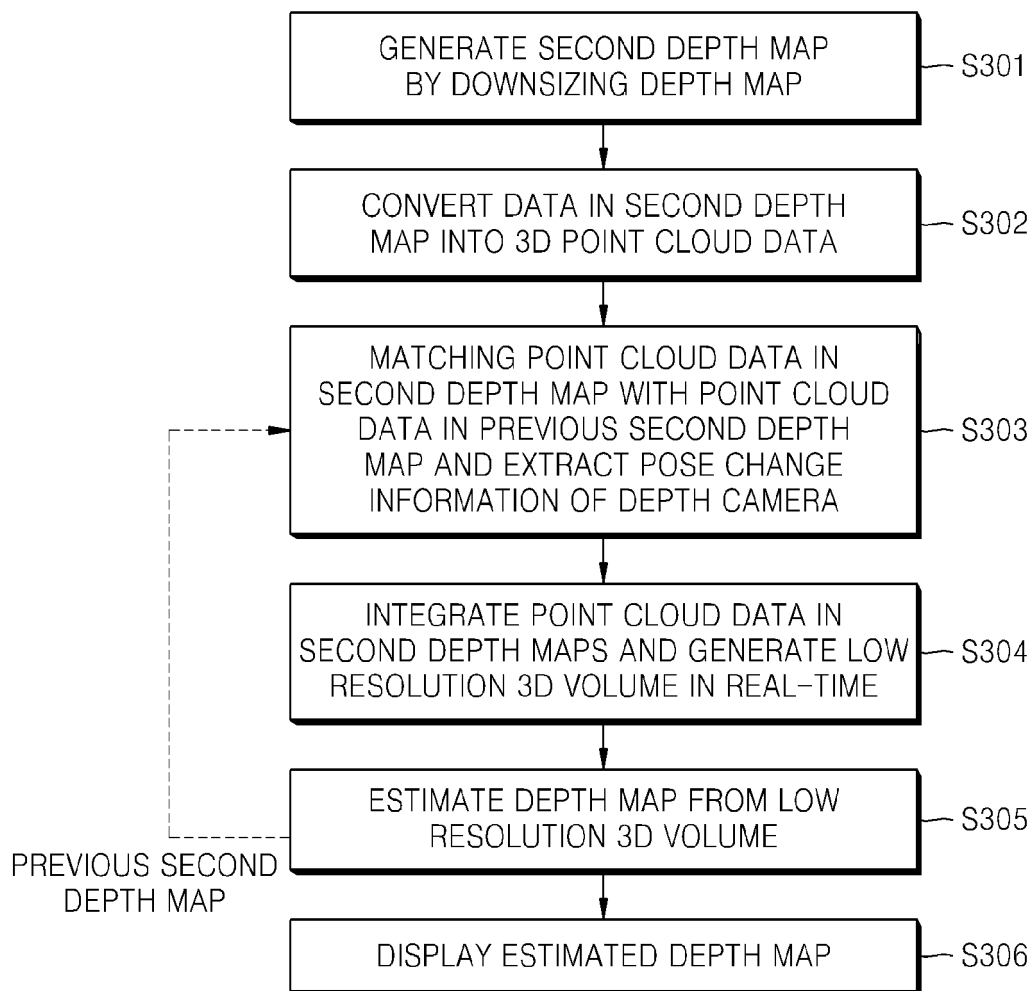 GENERATE SECOND DEPTH MAP
BY DOWNSIZING DEPTH MAP
S301
CONVERT DATA IN SECOND DEPTH
MAP INTO 3D POINT CLOUD DATA
S302
MATCHING POINT CLOUD DATA IN
SECOND DEPTH MAP WITH POINT CLOUD
DATA IN PREVIOUS SECOND DEPTH
MAP AND EXTRACT POSE CHANGE
INFORMATION OF DEPTH CAMERA
S303
INTEGRATE POINT CLOUD DATA IN
SECOND DEPTH MAPS AND GENERATE LOW
RESOLUTION 3D VOLUME IN REAL-TIME
S304
ESTIMATE DEPTH MAP FROM LOW
RESOLUTION 3D VOLUME
S305
PREVIOUS SECOND
DEPTH MAP
DISPLAY ESTIMATED DEPTH MAP
S306